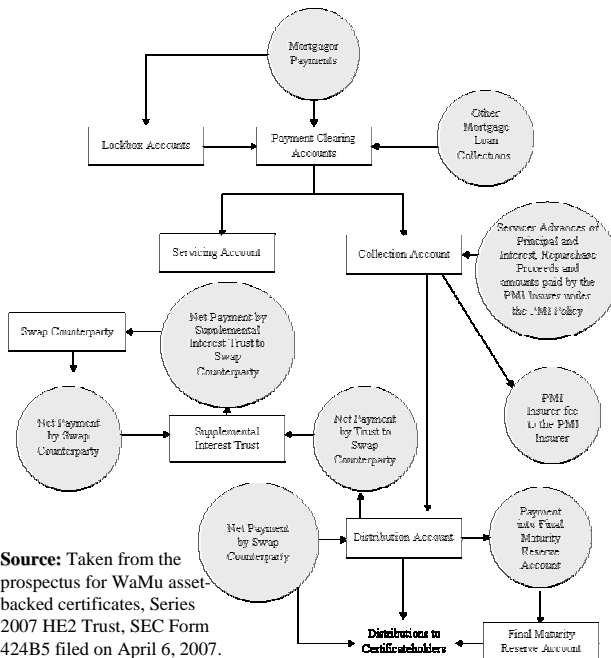 Mortgagor
Payments
Lockbox Accounts
Payment Clearing
Accounts
Other
Mortgage
Loan
Collections
Servicing Account
Collection Account
Servicer Advances of
Principal and
Interest, Repurchase
Proceeds and
amounts paid by the
PMI Insurer under
the PMI Policy
Swap Counterparty
Net Payment by
Supplemental
Interest Trust to
Swap
Counterparty
PMI
Insurer fee
to the PMI
Insurer
Net Payment
by Swap
Counterparty
Supplemental
Interest Trust
Net Payment
by Trust to
Swap
Counterparty
Net Payment
by Swap
Counterparty
Distribution Account
Payment
into Final
Maturity
Reserve
Account
Distributions to
Certificateholders
Final Maturity
Reserve Account
Source: Taken from the
prospectus for WaMu asset-
backed certificates, Series
2007 HE2 Trust, SEC Form
424B5 filed on April 6, 2007.